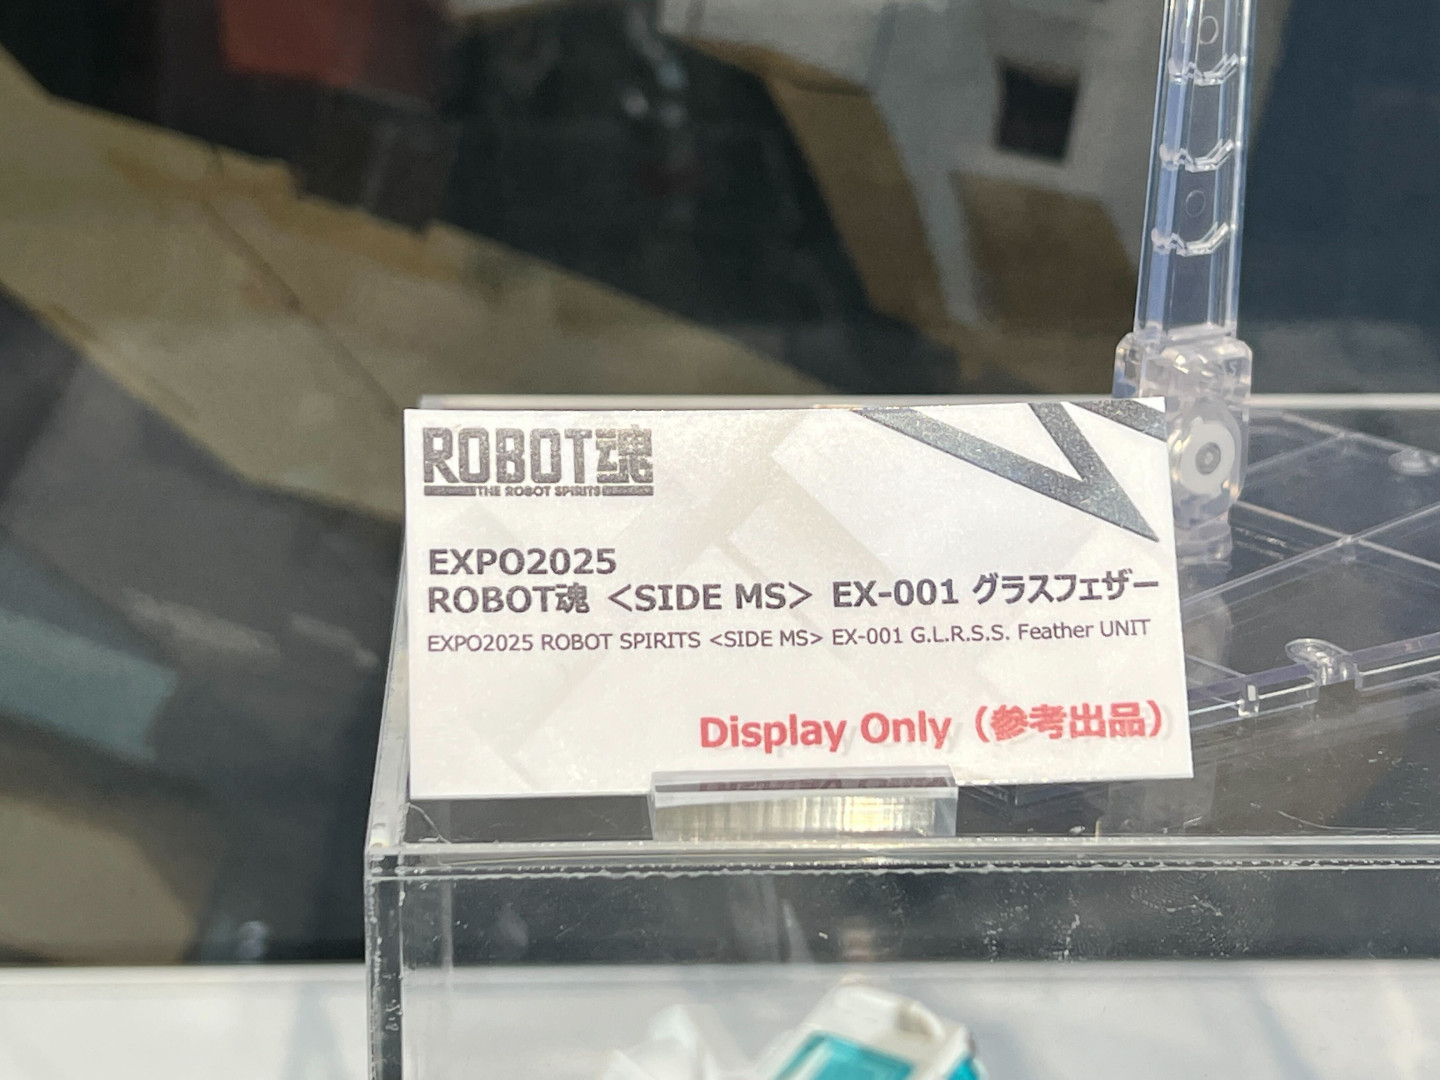 ROBOT魂
THE ROBOT SPIRITS
EXPO2025
ROBOT魂 <SIDE MS> EX-001 グラスフェザー
EXPO2025 ROBOT SPIRITS <SIDE MS> EX-001 G.L.R.S.S. Feather UNIT
Display Only（参考出品）